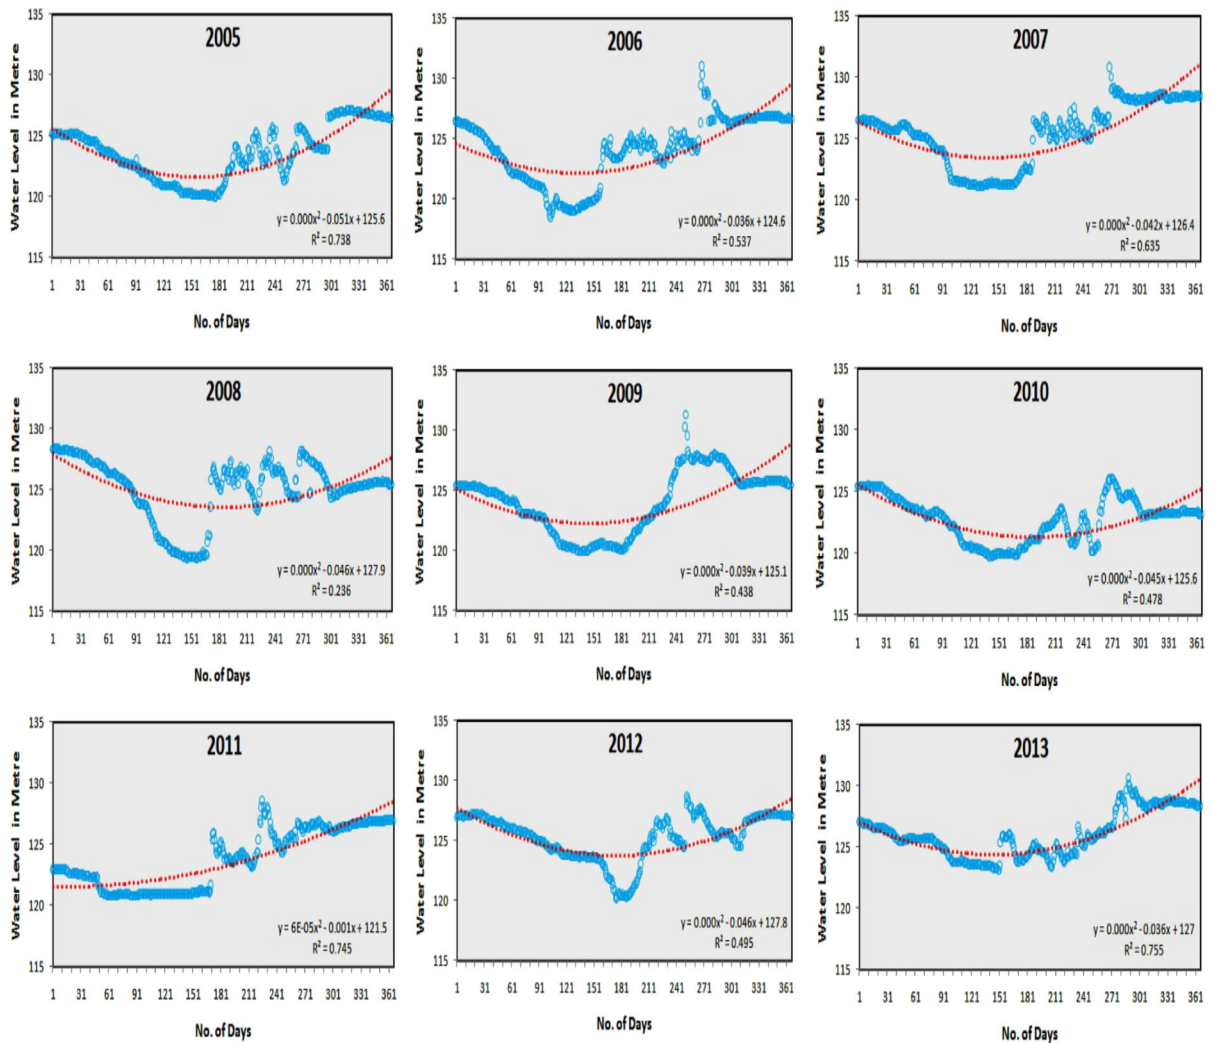 2005
Water Level in Metre
135
130
125
120
115
y = 0.000x² - 0.051x + 125.6
R² = 0.738
1 31 61 91 121 151 181 211 241 271 301 331 361
No. of Days
2006
Water Level in Metre
135
130
125
120
115
y = 0.000x² - 0.036x + 124.6
R² = 0.537
1 31 61 91 121 151 181 211 241 271 301 331 361
No. of Days
2007
Water Level in Metre
135
130
125
120
115
y = 0.000x² - 0.042x + 126.4
R² = 0.635
1 31 61 91 121 151 181 211 241 271 301 331 361
No. of Days
2008
Water Level in Metre
135
130
125
120
115
y = 0.000x² - 0.046x + 127.9
R² = 0.236
1 31 61 91 121 151 181 211 241 271 301 331 361
No. of Days
2009
Water Level in Metre
135
130
125
120
115
y = 0.000x² - 0.039x + 125.1
R² = 0.438
1 31 61 91 121 151 181 211 241 271 301 331 361
No. of Days
2010
Water Level in Metre
135
130
125
120
115
y = 0.000x² - 0.045x + 125.6
R² = 0.478
1 31 61 91 121 151 181 211 241 271 301 331 361
No. of Days
2011
Water Level in Metre
135
130
125
120
115
y = 6E-05x² - 0.001x + 121.5
R² = 0.745
1 31 61 91 121 151 181 211 241 271 301 331 361
No. of Days
2012
Water Level in Metre
135
130
125
120
115
y = 0.000x² - 0.046x + 127.8
R² = 0.495
1 31 61 91 121 151 181 211 241 271 301 331 361
No. of Days
2013
Water Level in Metre
135
130
125
120
115
y = 0.000x² - 0.036x + 127
R² = 0.755
1 31 61 91 121 151 181 211 241 271 301 331 361
No. of Days